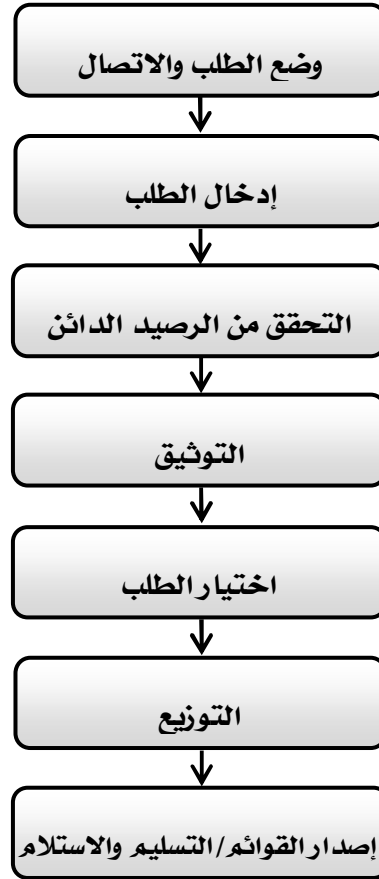 وضع الطلب والاتصال
إدخال الطلب
التحقق من الرصيد الدائن
التوثيق
اختيار الطلب
التوزيع
إصدار القوائم/التسليم والاستلام